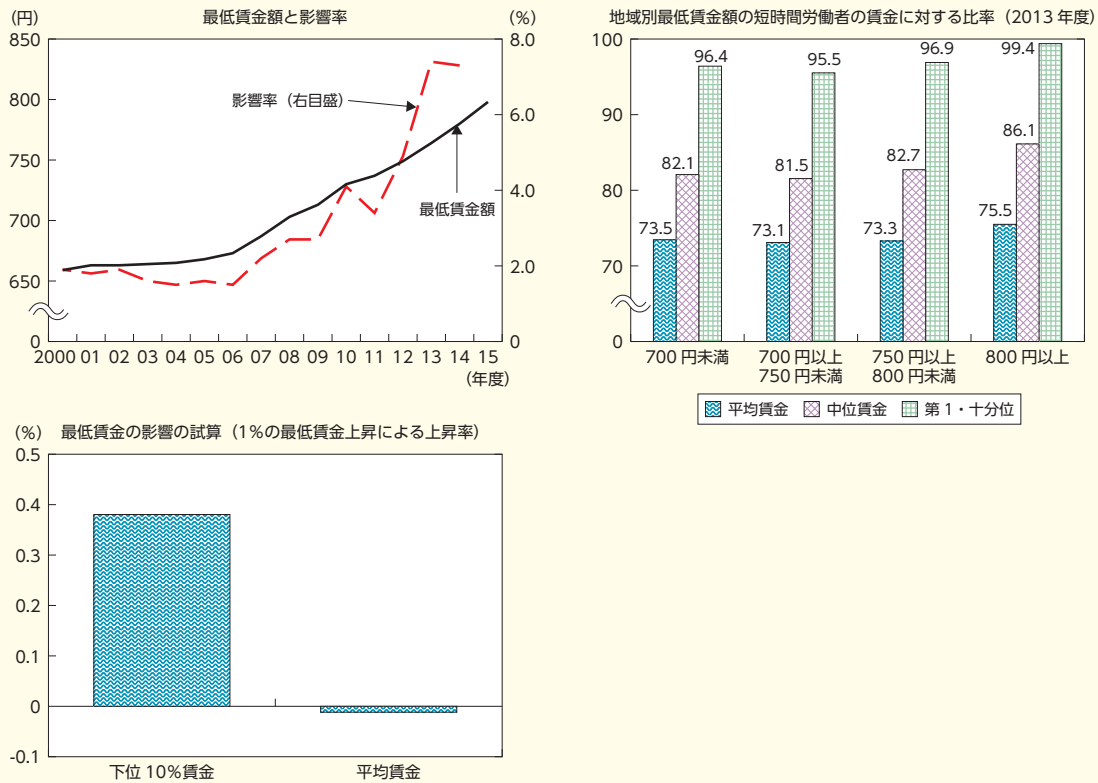 最低賃金額と影響率
(円)
(%)
850
800
750
700
650
0
8.0
6.0
4.0
2.0
0
影響率（右目盛）
最低賃金額
2000 01 02 03 04 05 06 07 08 09 10 11 12 13 14 15
(年度)
地域別最低賃金額の短時間労働者の賃金に対する比率（2013 年度）
100
90
80
70
0
73.5 82.1 96.4
73.1 81.5 95.5
73.3 82.7 96.9
75.5 86.1 99.4
700 円未満
700 円以上
750 円未満
750 円以上
800 円未満
800 円以上
平均賃金 中位賃金 第 1・十分位
(%) 最低賃金の影響の試算（1％の最低賃金上昇による上昇率）
0.5
0.4
0.3
0.2
0.1
0
-0.1
下位 10％賃金 平均賃金